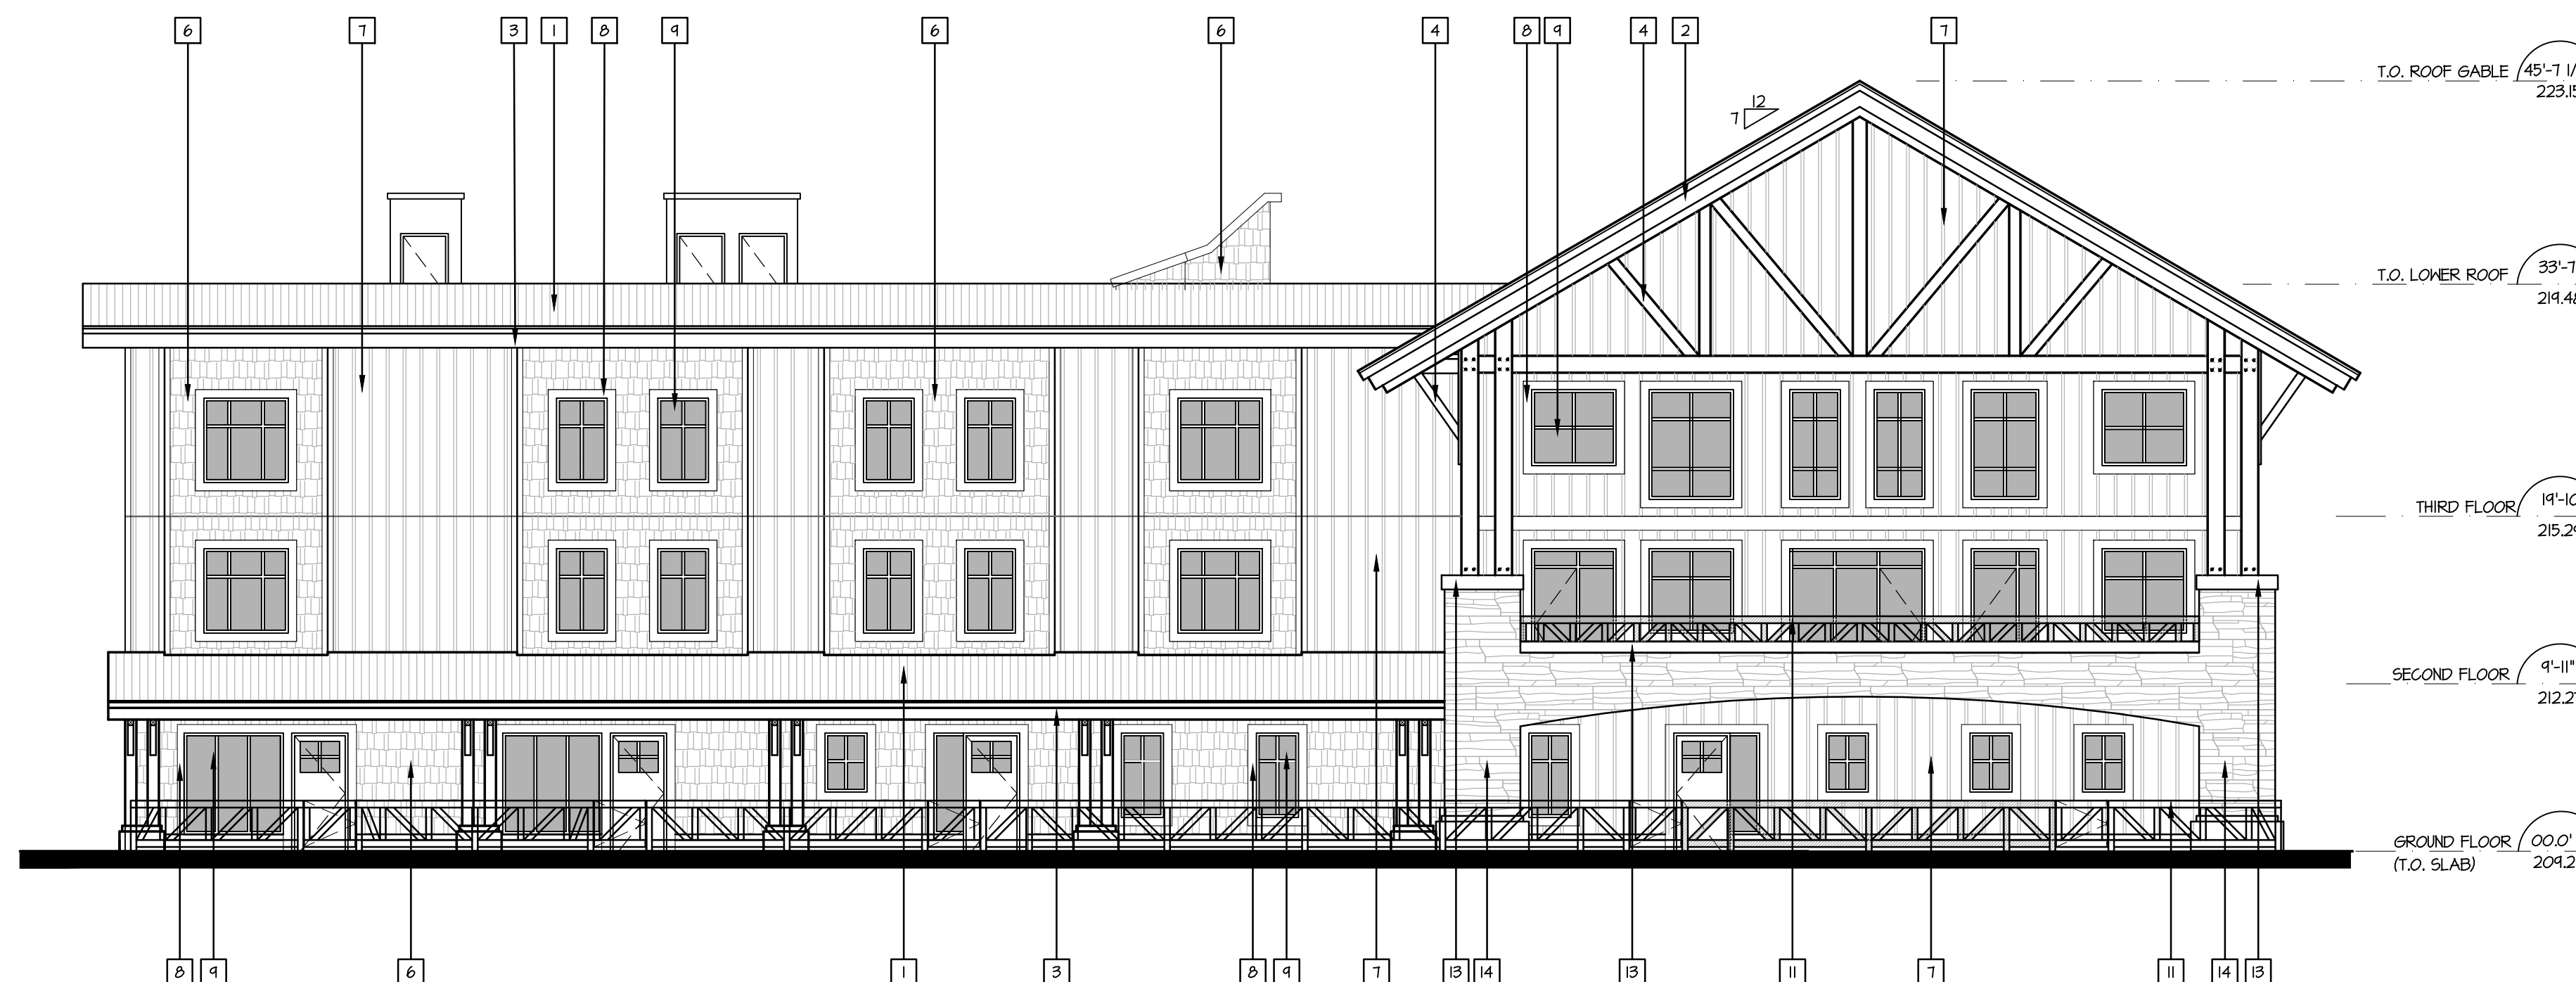 6 7 3 1 8 9 6 6 4 8 9 4 2 7
T.O. ROOF GABLE 45'-7 1/
223.15
12
7
T.O. LOWER ROOF 33'-7
219.48
THIRD FLOOR 19'-10
215.29
SECOND FLOOR 9'-11"
212.27
GROUND FLOOR 00.0'
(T.O. SLAB) 209.2
8 9 6 1 3 8 9 7 13 14 13 11 7 11 14 13